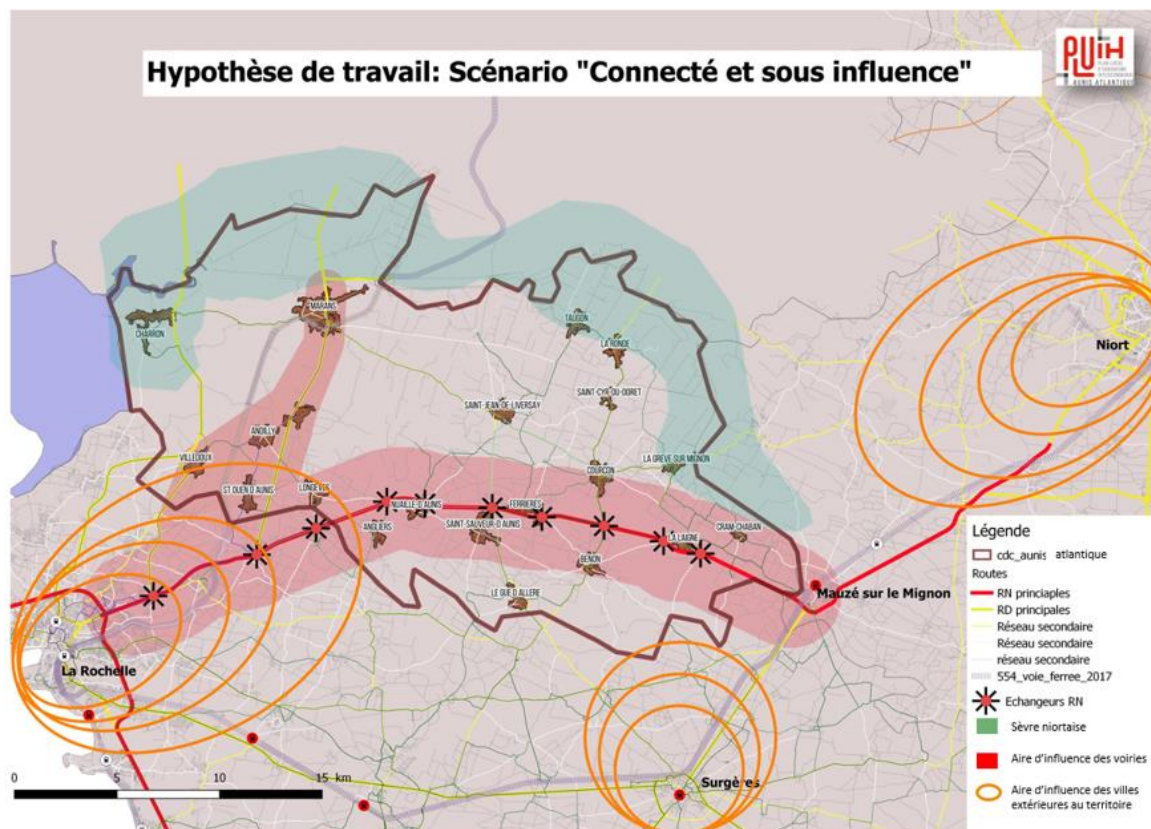 Hypothèse de travail: Scénario "Connecté et sous influence"
PLUiH
AUNIS ATLANTIQUE
MARANS
CHARRON
TAUGON
LA RONDE
Niort
SAINT-CYR-DU-DORET
SAINT-JEAN-DE-LIVERSAY
ANDILLY
VILLEDOUX
LA GREVE SUR MIGNON
COURCON
ST OUEN D'AUNIS
LONGEVES
NUAILLE-D'AUNIS
FERRIERES
ANGLIERS
SAINT-SAUVEUR-D'AUNIS
LA LAIGNE
CRAM-CHABAN
BENON
LE GUE D'ALLERE
Mauzé sur le Mignon
La Rochelle
Surgères
0 5 10 15 km
Légende
cdc_aunis atlantique
Routes
RN princiaples
RD principales
Réseau secondaire
Réseau secondaire
réseau secondaire
554_voie_ferree_2017
Echangeurs RN
Sèvre niortaise
Aire d'influence des voiries
Aire d'influence des villes
extérieures au territoire